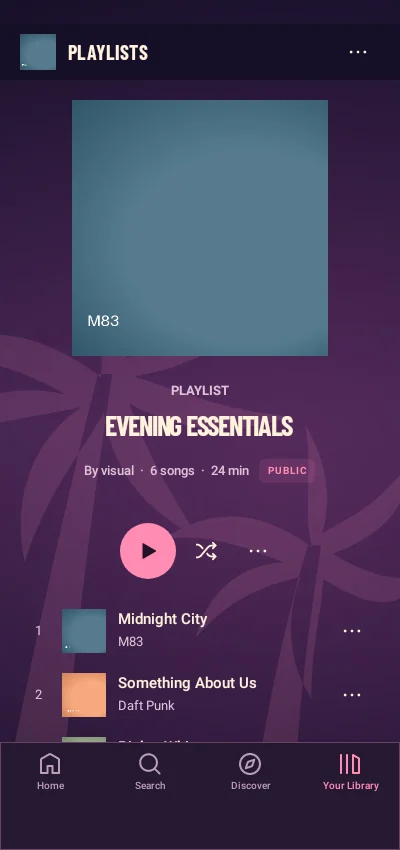 PLAYLISTS
M83
PLAYLIST
EVENING ESSENTIALS
By visual · 6 songs · 24 min PUBLIC
1 Midnight City
M83
2 Something About Us
Daft Punk
Home Search Discover Your Library